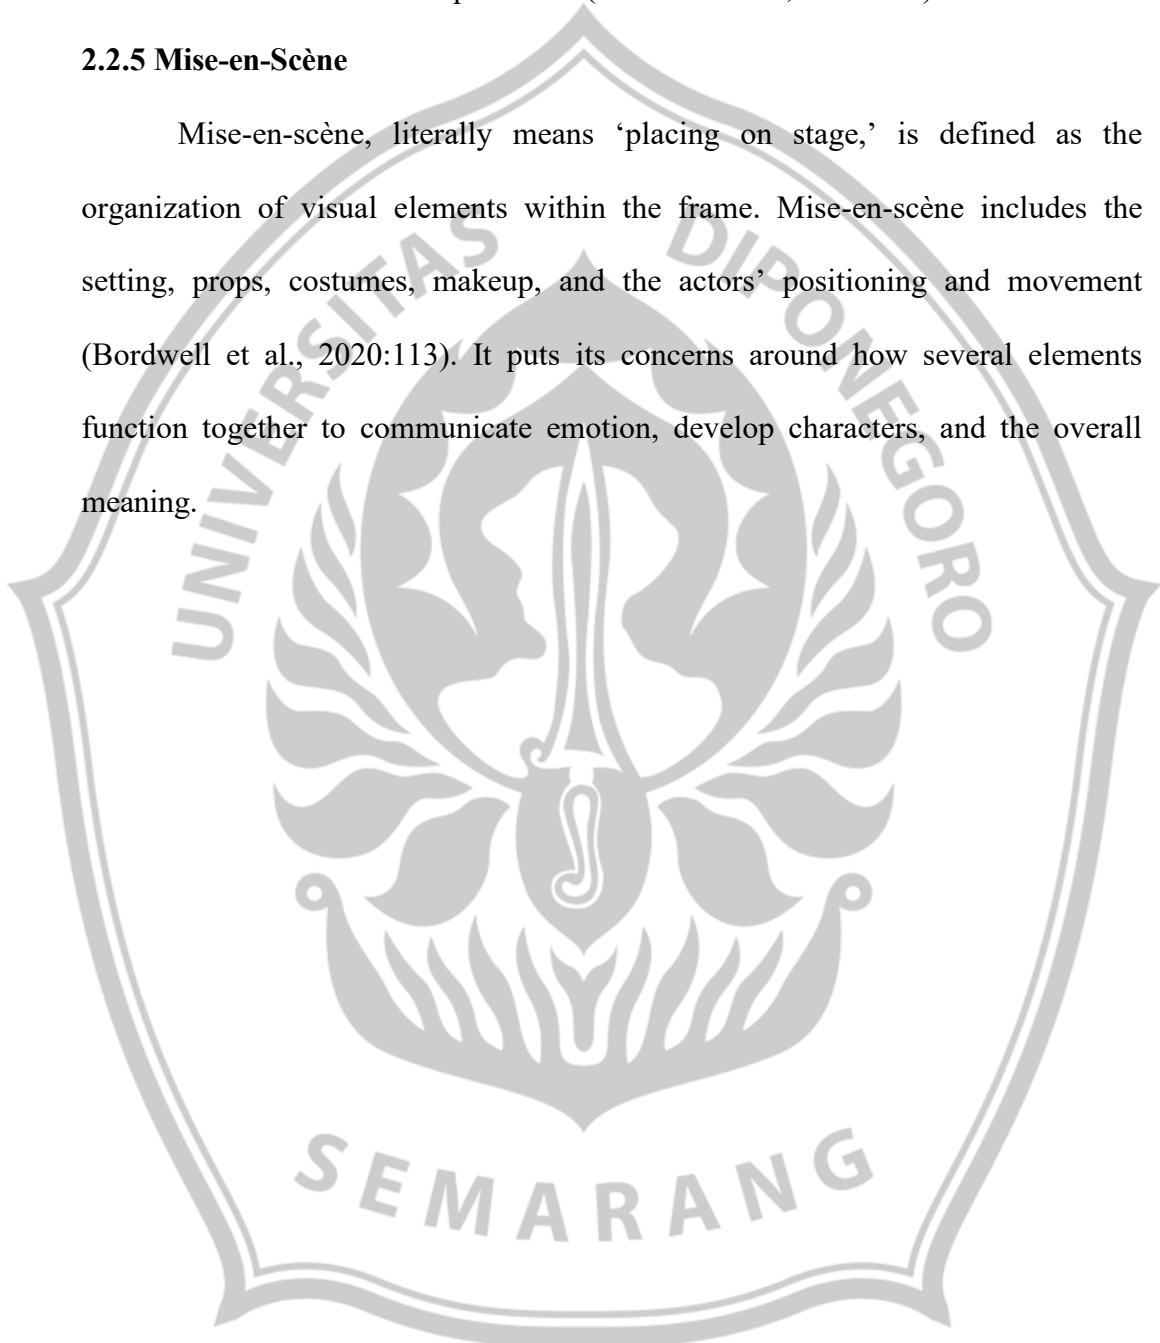 2.2.5 Mise-en-Scène
Mise-en-scène, literally means ‘placing on stage,’ is defined as the
organization of visual elements within the frame. Mise-en-scène includes the
setting, props, costumes, makeup, and the actors’ positioning and movement
(Bordwell et al., 2020:113). It puts its concerns around how several elements
function together to communicate emotion, develop characters, and the overall
meaning.
UNIVERSITAS DIPONEGORO
SEMARANG